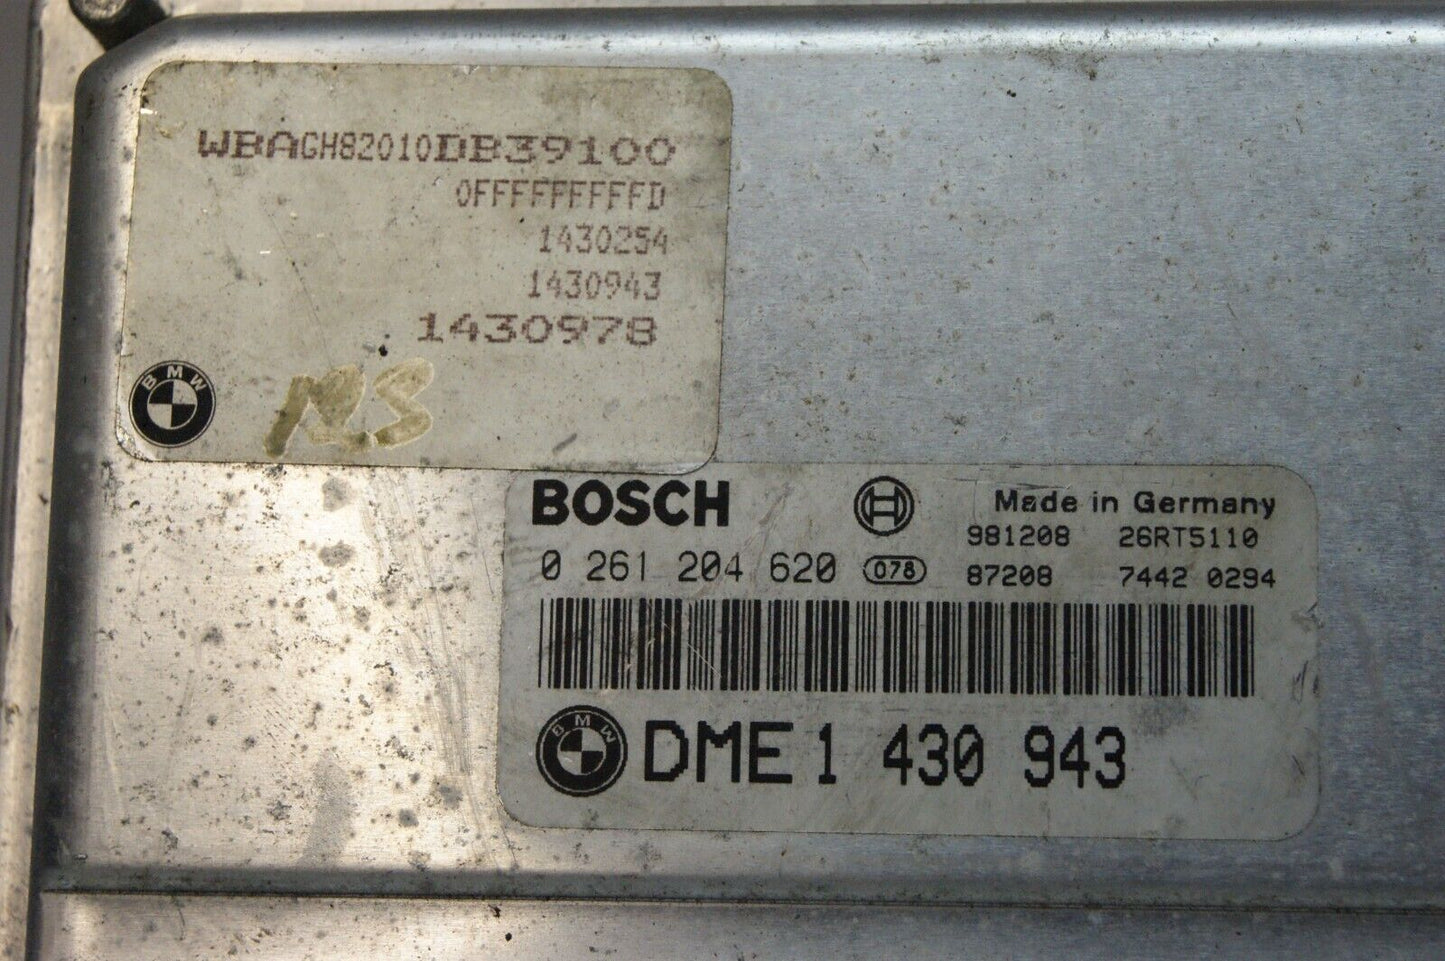 WBAGH82010DB39100
0FFFFFFFFFD
1430254
1430943
1430978
BMW
MS
BOSCH
Made in Germany
981208 26RT5110
0 261 204 620 078
87208 7442 0294
BMW
DME 1 430 943